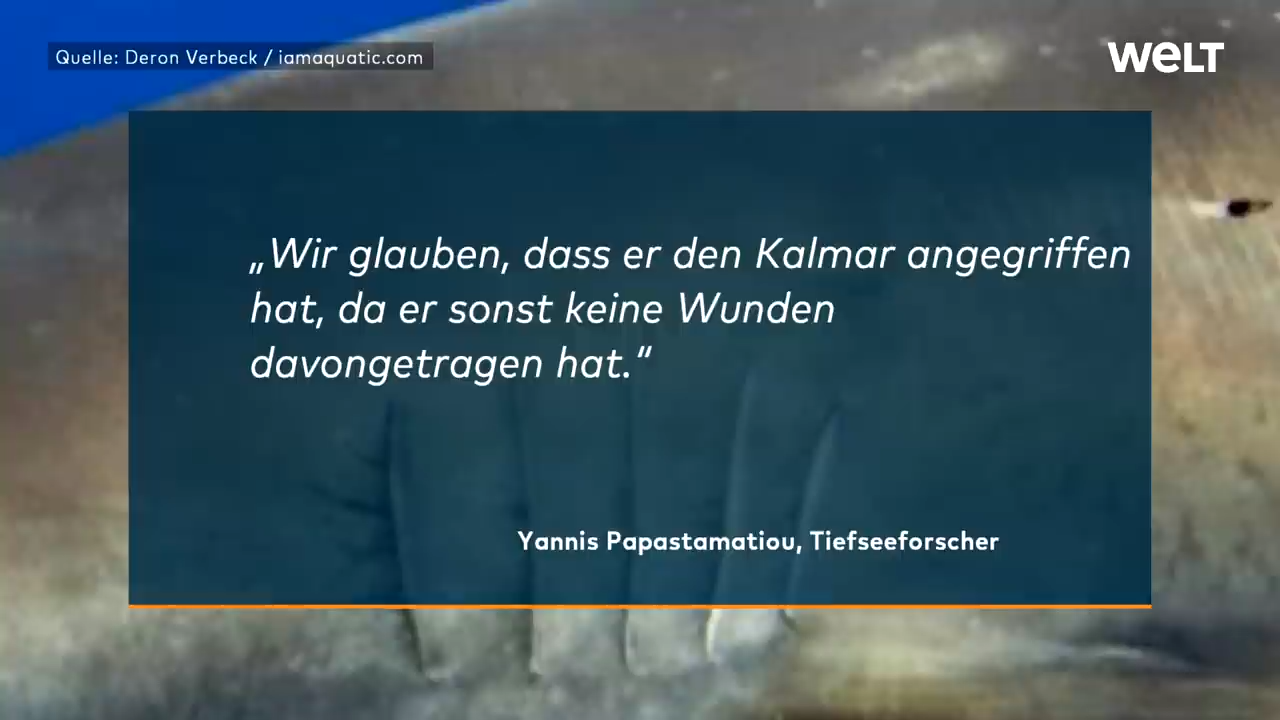 Quelle: Deron Verbeck / iamaquatic.com
WELT
„Wir glauben, dass er den Kalmar angegriffen
hat, da er sonst keine Wunden
davongetragen hat.“
Yannis Papastamatiou, Tiefseeforscher